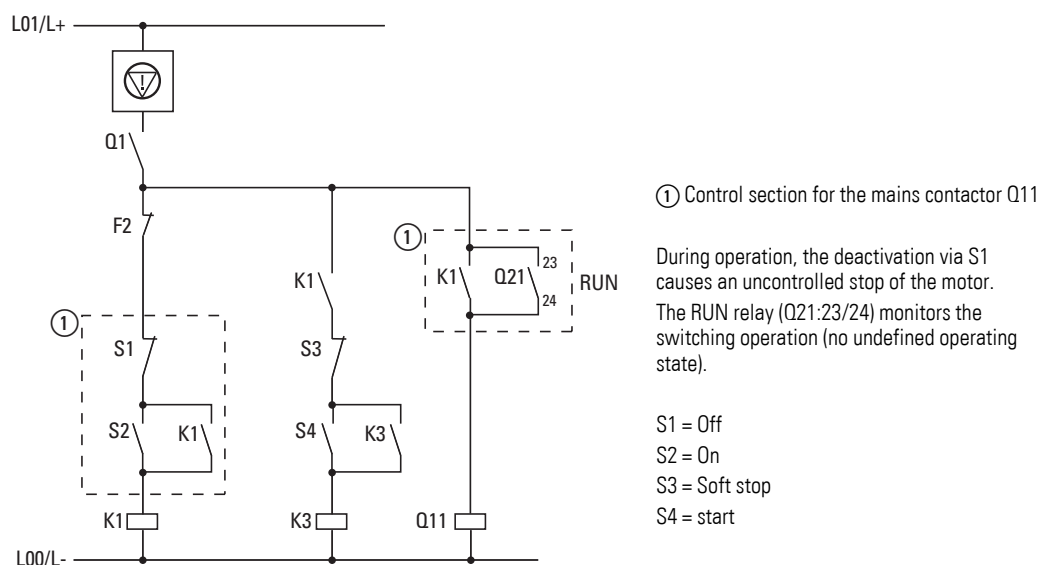 L01/L+
!
Q1
F2
① Control section for the mains contactor Q11
①
K1
Q21
23
24
RUN
During operation, the deactivation via S1
causes an uncontrolled stop of the motor.
The RUN relay (Q21:23/24) monitors the
switching operation (no undefined operating
state).
K1
①
S1
S3
S2
K1
S4
K3
S1 = Off
S2 = On
S3 = Soft stop
S4 = start
K1
K3
Q11
L00/L-